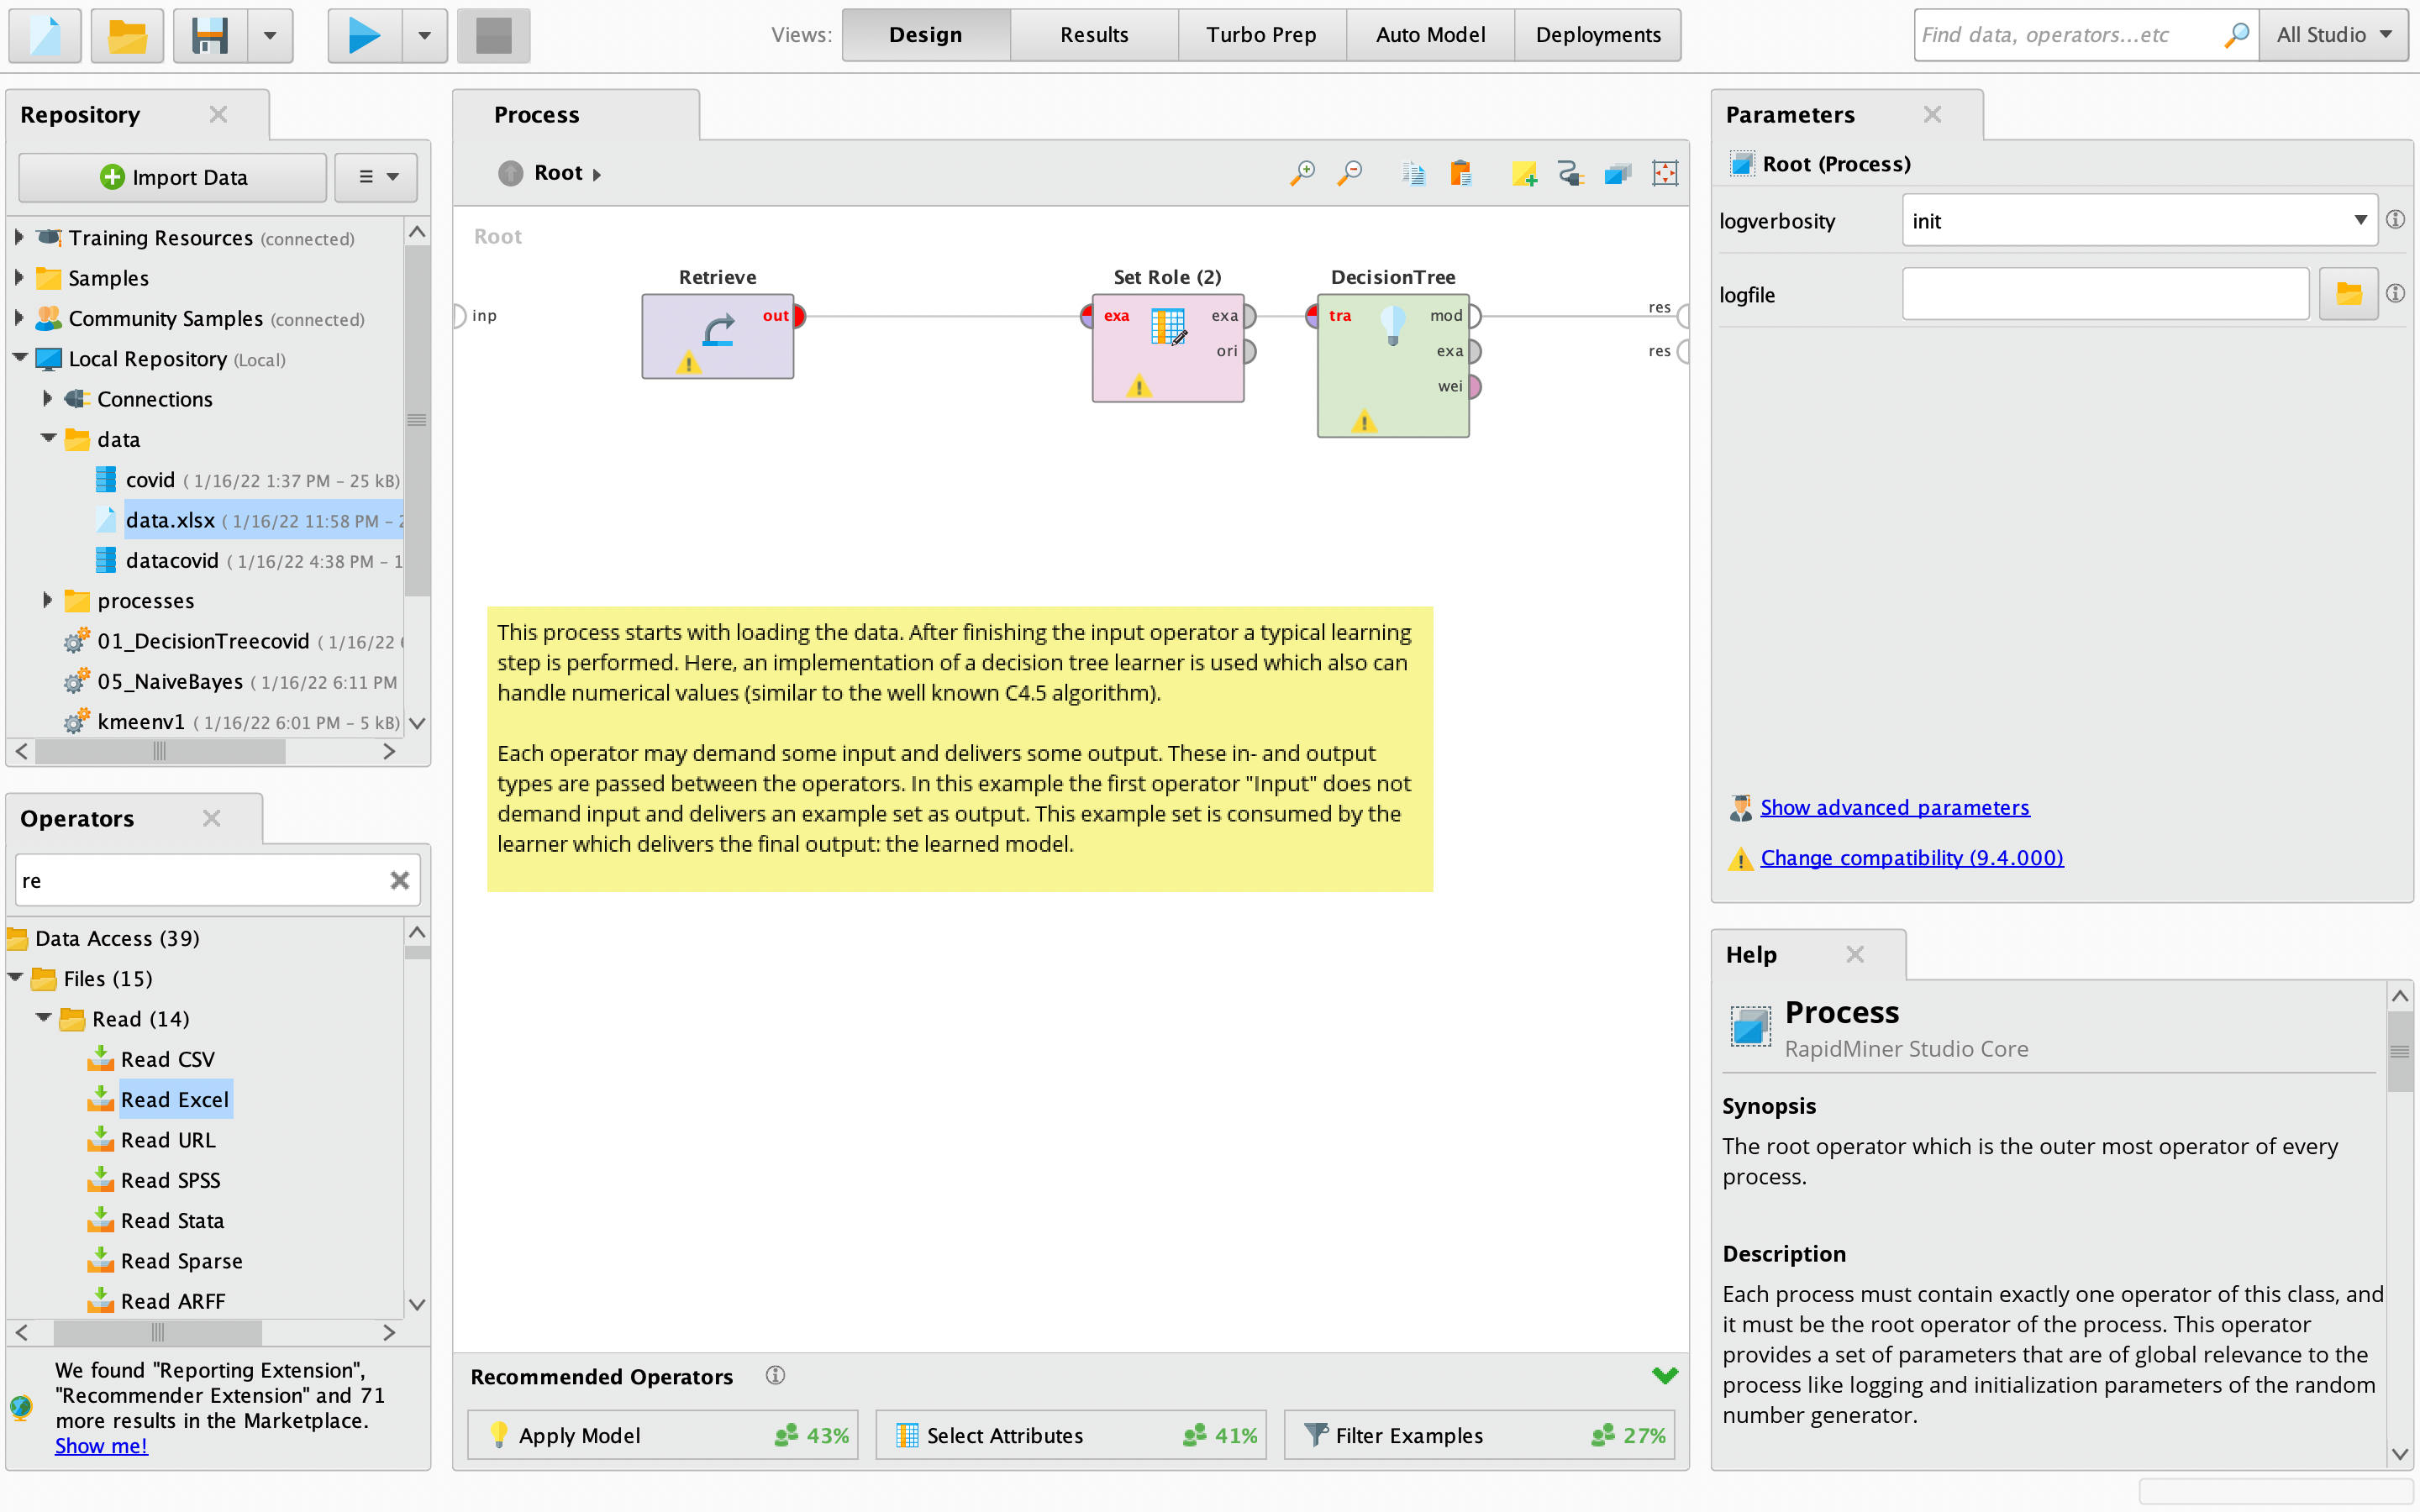 Views:
Design
Results
Turbo Prep
Auto Model
Deployments
Find data, operators...etc
All Studio
Repository
Import Data
Training Resources (connected)
Samples
Community Samples (connected)
Local Repository (Local)
Connections
data
covid ( 1/16/22 1:37 PM – 25 kB)
data.xlsx ( 1/16/22 11:58 PM – 2
datacovid ( 1/16/22 4:38 PM – 1
processes
01_DecisionTreecovid ( 1/16/22
05_NaiveBayes ( 1/16/22 6:11 PM
kmeenv1 ( 1/16/22 6:01 PM – 5 kB)
Operators
re
Data Access (39)
Files (15)
Read (14)
Read CSV
Read Excel
Read URL
Read SPSS
Read Stata
Read Sparse
Read ARFF
We found "Reporting Extension",
"Recommender Extension" and 71
more results in the Marketplace.
Show me!
Process
Root
Root
inp
Retrieve
out
Set Role (2)
exa
exa
ori
DecisionTree
tra
mod
exa
wei
res
res
This process starts with loading the data. After finishing the input operator a typical learning
step is performed. Here, an implementation of a decision tree learner is used which also can
handle numerical values (similar to the well known C4.5 algorithm).
Each operator may demand some input and delivers some output. These in- and output
types are passed between the operators. In this example the first operator "Input" does not
demand input and delivers an example set as output. This example set is consumed by the
learner which delivers the final output: the learned model.
Recommended Operators
Apply Model
43%
Select Attributes
41%
Filter Examples
27%
Parameters
Root (Process)
logverbosity
init
logfile
Show advanced parameters
Change compatibility (9.4.000)
Help
Process
RapidMiner Studio Core
Synopsis
The root operator which is the outer most operator of every
process.
Description
Each process must contain exactly one operator of this class, and
it must be the root operator of the process. This operator
provides a set of parameters that are of global relevance to the
process like logging and initialization parameters of the random
number generator.